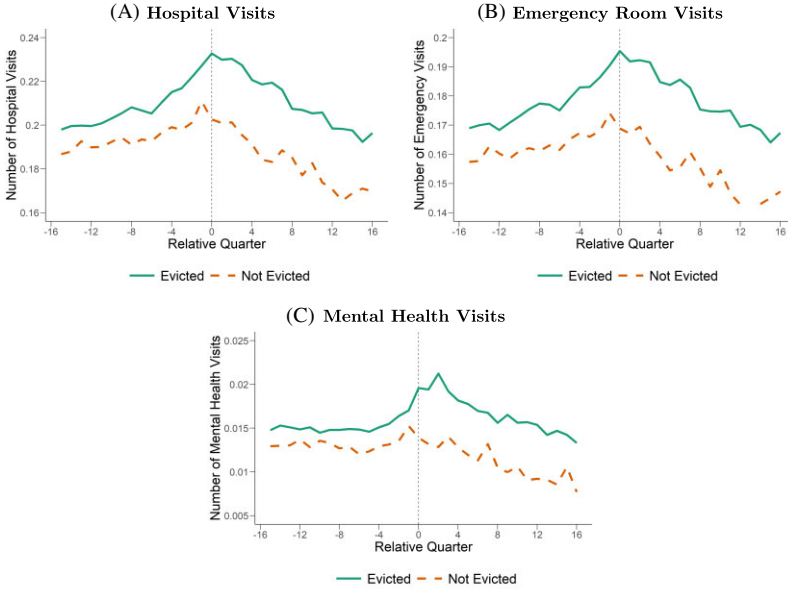 (A) Hospital Visits
Number of Hospital Visits
0.24
0.22
0.2
0.18
0.16
-16 -12 -8 -4 0 4 8 12 16
Relative Quarter
Evicted Not Evicted
(B) Emergency Room Visits
Number of Emergency Visits
0.2
0.19
0.18
0.17
0.16
0.15
0.14
-16 -12 -8 -4 0 4 8 12 16
Relative Quarter
Evicted Not Evicted
(C) Mental Health Visits
Number of Mental Health Visits
0.025
0.02
0.015
0.01
0.005
-16 -12 -8 -4 0 4 8 12 16
Relative Quarter
Evicted Not Evicted